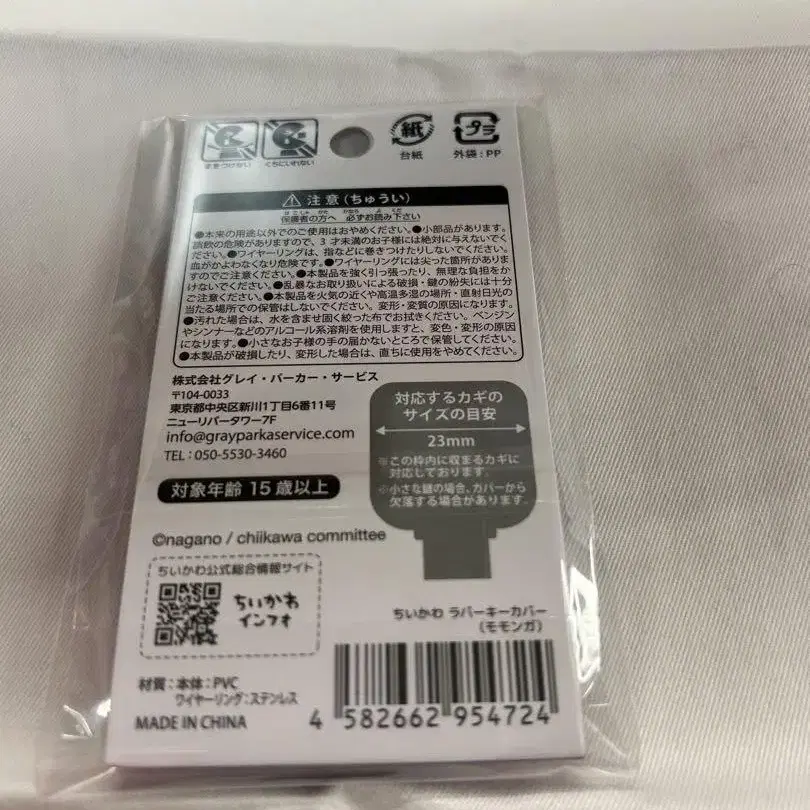 まきつけない
くちにいれない
紙
台紙
プラ
外袋：PP
注意（ちゅうい）
保護者の方へ 必ずお読み下さい
●本来の用途以外でのご使用はおやめください。●小部品があります。
誤飲の危険がありますので、3才未満のお子様には絶対に与えないでく
ださい。●ワイヤーリングは、指などに巻きつけたりしないでください。
血がかよわなくなり危険です。●ワイヤーリングには尖った箇所がありま
すのでご注意ください。●本製品を強く引っ張ったり、無理な負担をか
けないでください。●乱暴なお取り扱いによる破損・鍵の紛失には十分
ご注意ください。●本製品を火気の近くや高温多湿の場所・直射日光の
当たる場所での保管はしないでください。変形・変質の原因になります。
●汚れた場合は、水を含ませ固く絞った布でお拭きください。ベンジン
やシンナーなどのアルコール系溶剤を使用しますと、変色・変形の原因
になります。●小さなお子様の手の届かないところで保管してください。
●本製品が破損したり、変形した場合は、直ちに使用をやめてください。
株式会社グレイ・パーカー・サービス
〒104-0033
東京都中央区新川1丁目6番11号
ニューリバータワー7F
info@grayparkaservice.com
TEL：050-5530-3460
対象年齢 15歳以上
対応するカギの
サイズの目安
23mm
※この枠内に収まるカギに
対応しております。
※小さな鍵の場合、カバーから
欠落する場合があります。
©nagano / chiikawa committee
ちいかわ公式総合情報サイト
ちいかわ
インフォ
ちいかわ ラバーキーカバー
（モモンガ）
材質：本体：PVC
ワイヤーリング：ステンレス
MADE IN CHINA
4 582662 954724